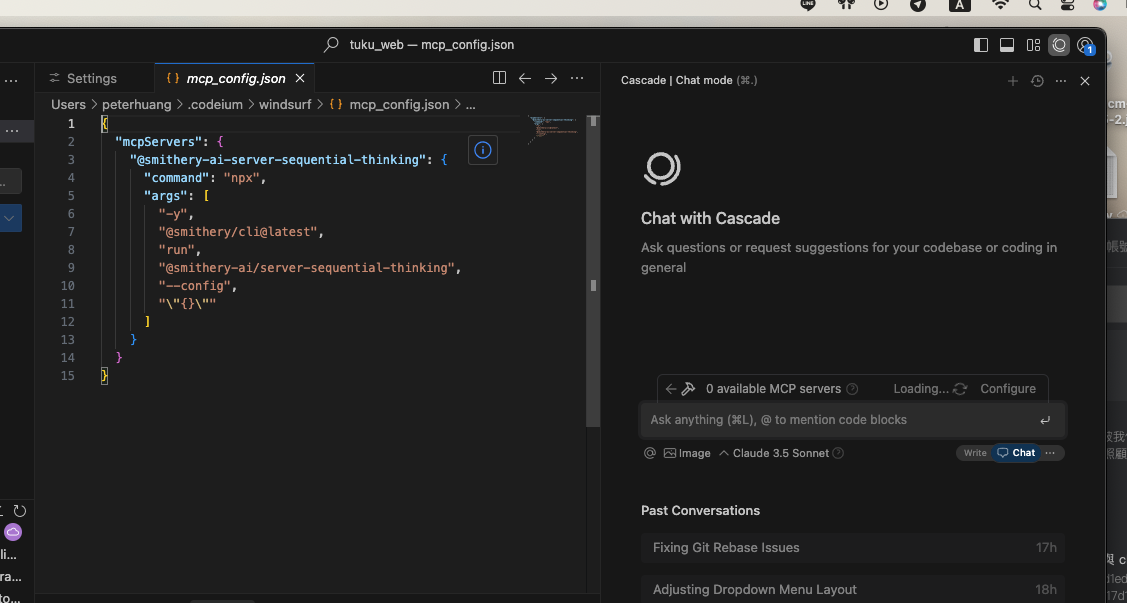 A
tuku_web — mcp_config.json
1
...
Settings
{ } mcp_config.json
...
Users > peterhuang > .codeium > windsurf > { } mcp_config.json > ...
1 {
2 "mcpServers": {
3 "@smithery-ai-server-sequential-thinking": {
4 "command": "npx",
5 "args": [
6 "-y",
7 "@smithery/cli@latest",
8 "run",
9 "@smithery-ai/server-sequential-thinking",
10 "--config",
11 "\"{}\""
12 ]
13 }
14 }
15 }
Cascade | Chat mode (⌘.)
Chat with Cascade
Ask questions or request suggestions for your codebase or coding in
general
0 available MCP servers
Loading...
Configure
Ask anything (⌘L), @ to mention code blocks
@ Image
Claude 3.5 Sonnet
Write
Chat
...
Past Conversations
Fixing Git Rebase Issues 17h
Adjusting Dropdown Menu Layout 18h
li...
ra...
to...
LINE